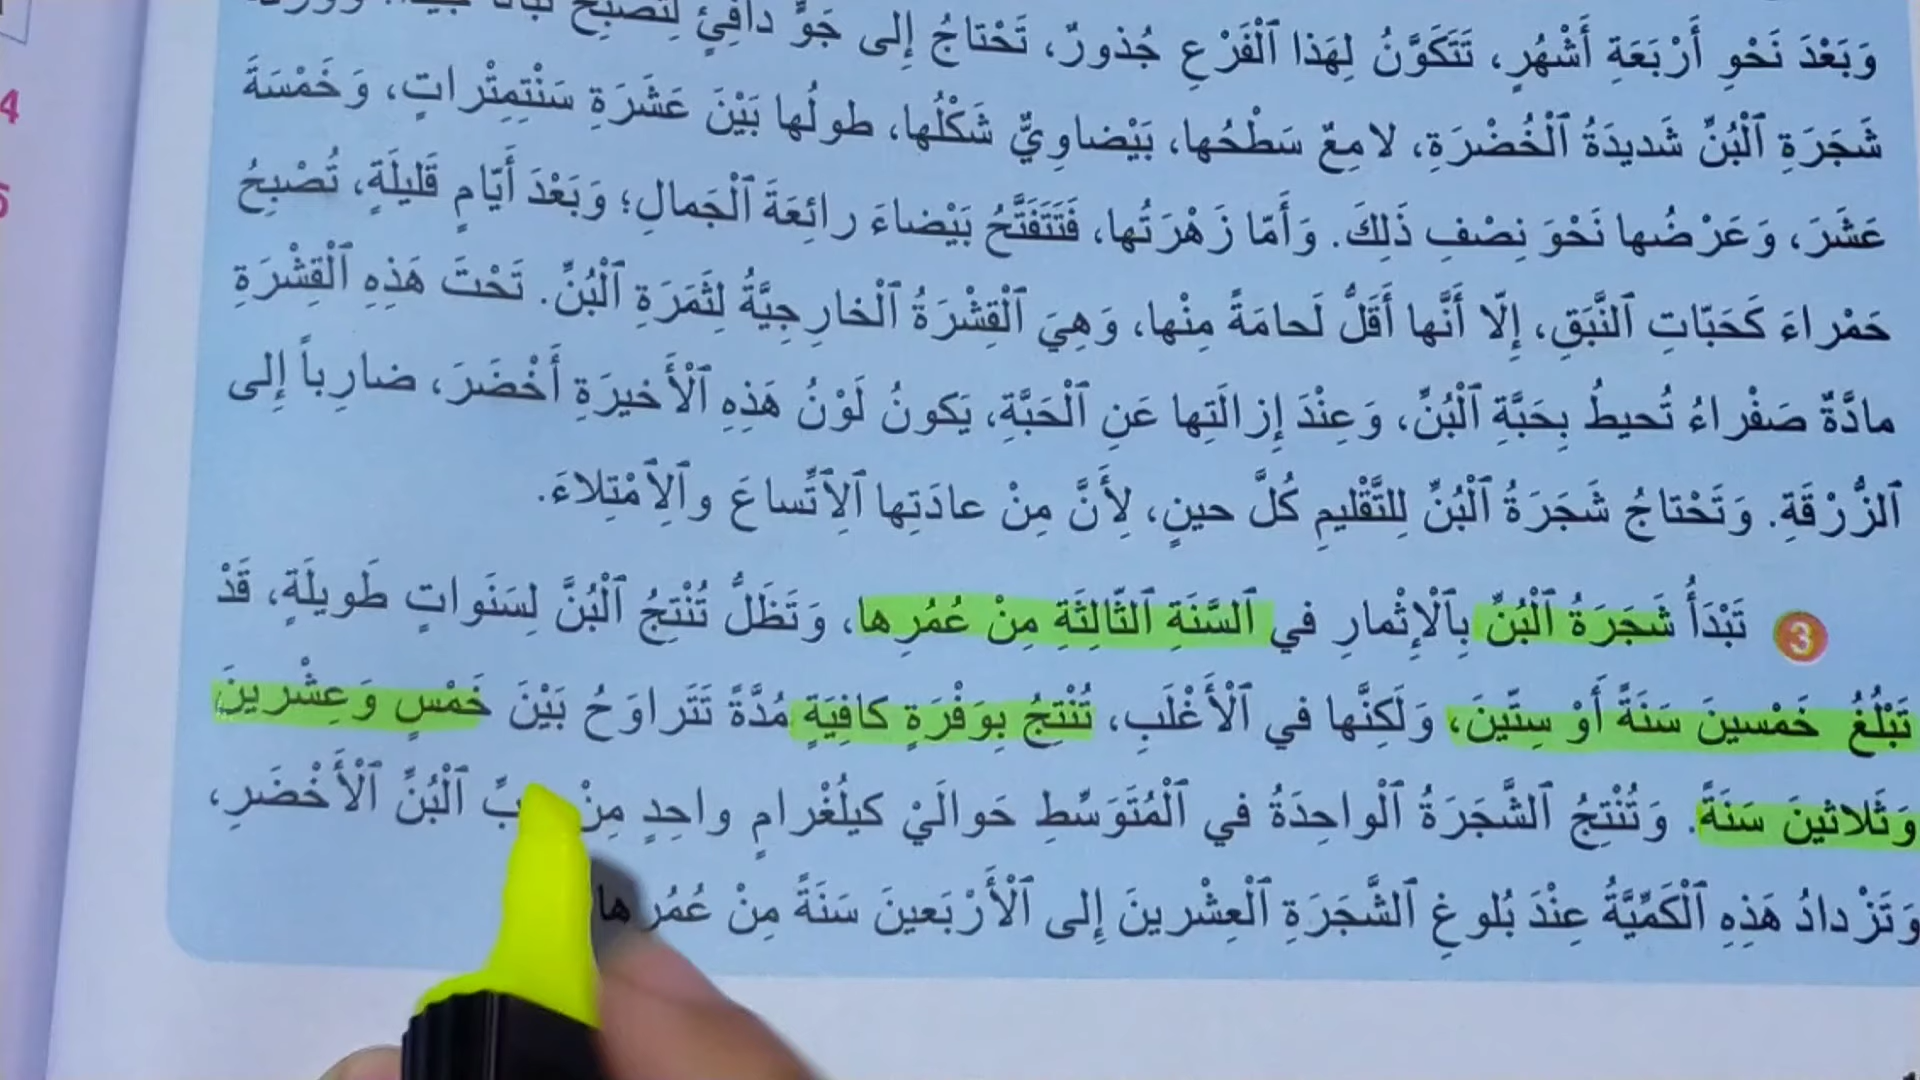 وَبَعْدَ نَحْوِ أَرْبَعَةِ أَشْهُرٍ، تَتَكَوَّنُ لِهَذا ٱلْفَرْعِ جُذورٌ، تَحْتاجُ إِلى جَوٍّ دافِئٍ لِتُصْبِحَ
شَجَرَةِ ٱلْبُنِّ شَديدَةُ ٱلْخُضْرَةِ، لامِعٌ سَطْحُها، بَيْضاوِيٌّ شَكْلُها، طولُها بَيْنَ عَشَرَةِ سَنْتِمِتْراتٍ، وَخَمْسَةَ
عَشَرَ، وَعَرْضُها نَحْوَ نِصْفِ ذَلِكَ. وَأَمّا زَهْرَتُها، فَتَتَفَتَّحُ بَيْضاءَ رائِعَةَ ٱلْجَمالِ؛ وَبَعْدَ أَيّامٍ قَليلَةٍ، تُصْبِحُ
حَمْراءَ كَحَبّاتِ ٱلنَّبَقِ، إِلّا أَنَّها أَقَلُّ لَحامَةً مِنْها، وَهِيَ ٱلْقِشْرَةُ ٱلْخارِجِيَّةُ لِثَمَرَةِ ٱلْبُنِّ. تَحْتَ هَذِهِ ٱلْقِشْرَةِ
مادَّةٌ صَفْراءُ تُحيطُ بِحَبَّةِ ٱلْبُنِّ، وَعِنْدَ إِزالَتِها عَنِ ٱلْحَبَّةِ، يَكونُ لَوْنُ هَذِهِ ٱلْأَخيرَةِ أَخْضَرَ، ضارِباً إِلى
ٱلزُّرْقَةِ. وَتَحْتاجُ شَجَرَةُ ٱلْبُنِّ لِلتَّقْليمِ كُلَّ حينٍ، لِأَنَّ مِنْ عادَتِها ٱلِٱتِّساعَ وٱلِٱمْتِلاءَ.
3 تَبْدَأُ شَجَرَةُ ٱلْبُنِّ بِٱلْإِثْمارِ في ٱلسَّنَةِ ٱلثّالِثَةِ مِنْ عُمُرِها، وَتَظَلُّ تُنْتِجُ ٱلْبُنَّ لِسَنَواتٍ طَويلَةٍ، قَدْ
تَبْلُغُ خَمْسينَ سَنَةً أَوْ سِتّينَ، وَلَكِنَّها في ٱلْأَغْلَبِ، تُنْتِجُ بِوَفْرَةٍ كافِيَةٍ مُدَّةً تَتَراوَحُ بَيْنَ خَمْسٍ وَعِشْرينَ
وَثَلاثينَ سَنَةً. وَتُنْتِجُ ٱلشَّجَرَةُ ٱلْواحِدَةُ في ٱلْمُتَوَسِّطِ حَوالَيْ كيلُغْرامٍ واحِدٍ مِنْ ٱلْبُنِّ ٱلْأَخْضَرِ،
وَتَزْدادُ هَذِهِ ٱلْكَمِّيَّةُ عِنْدَ بُلوغِ ٱلشَّجَرَةِ ٱلْعِشْرينَ إِلى ٱلْأَرْبَعينَ سَنَةً مِنْ عُمُرِها
4
5